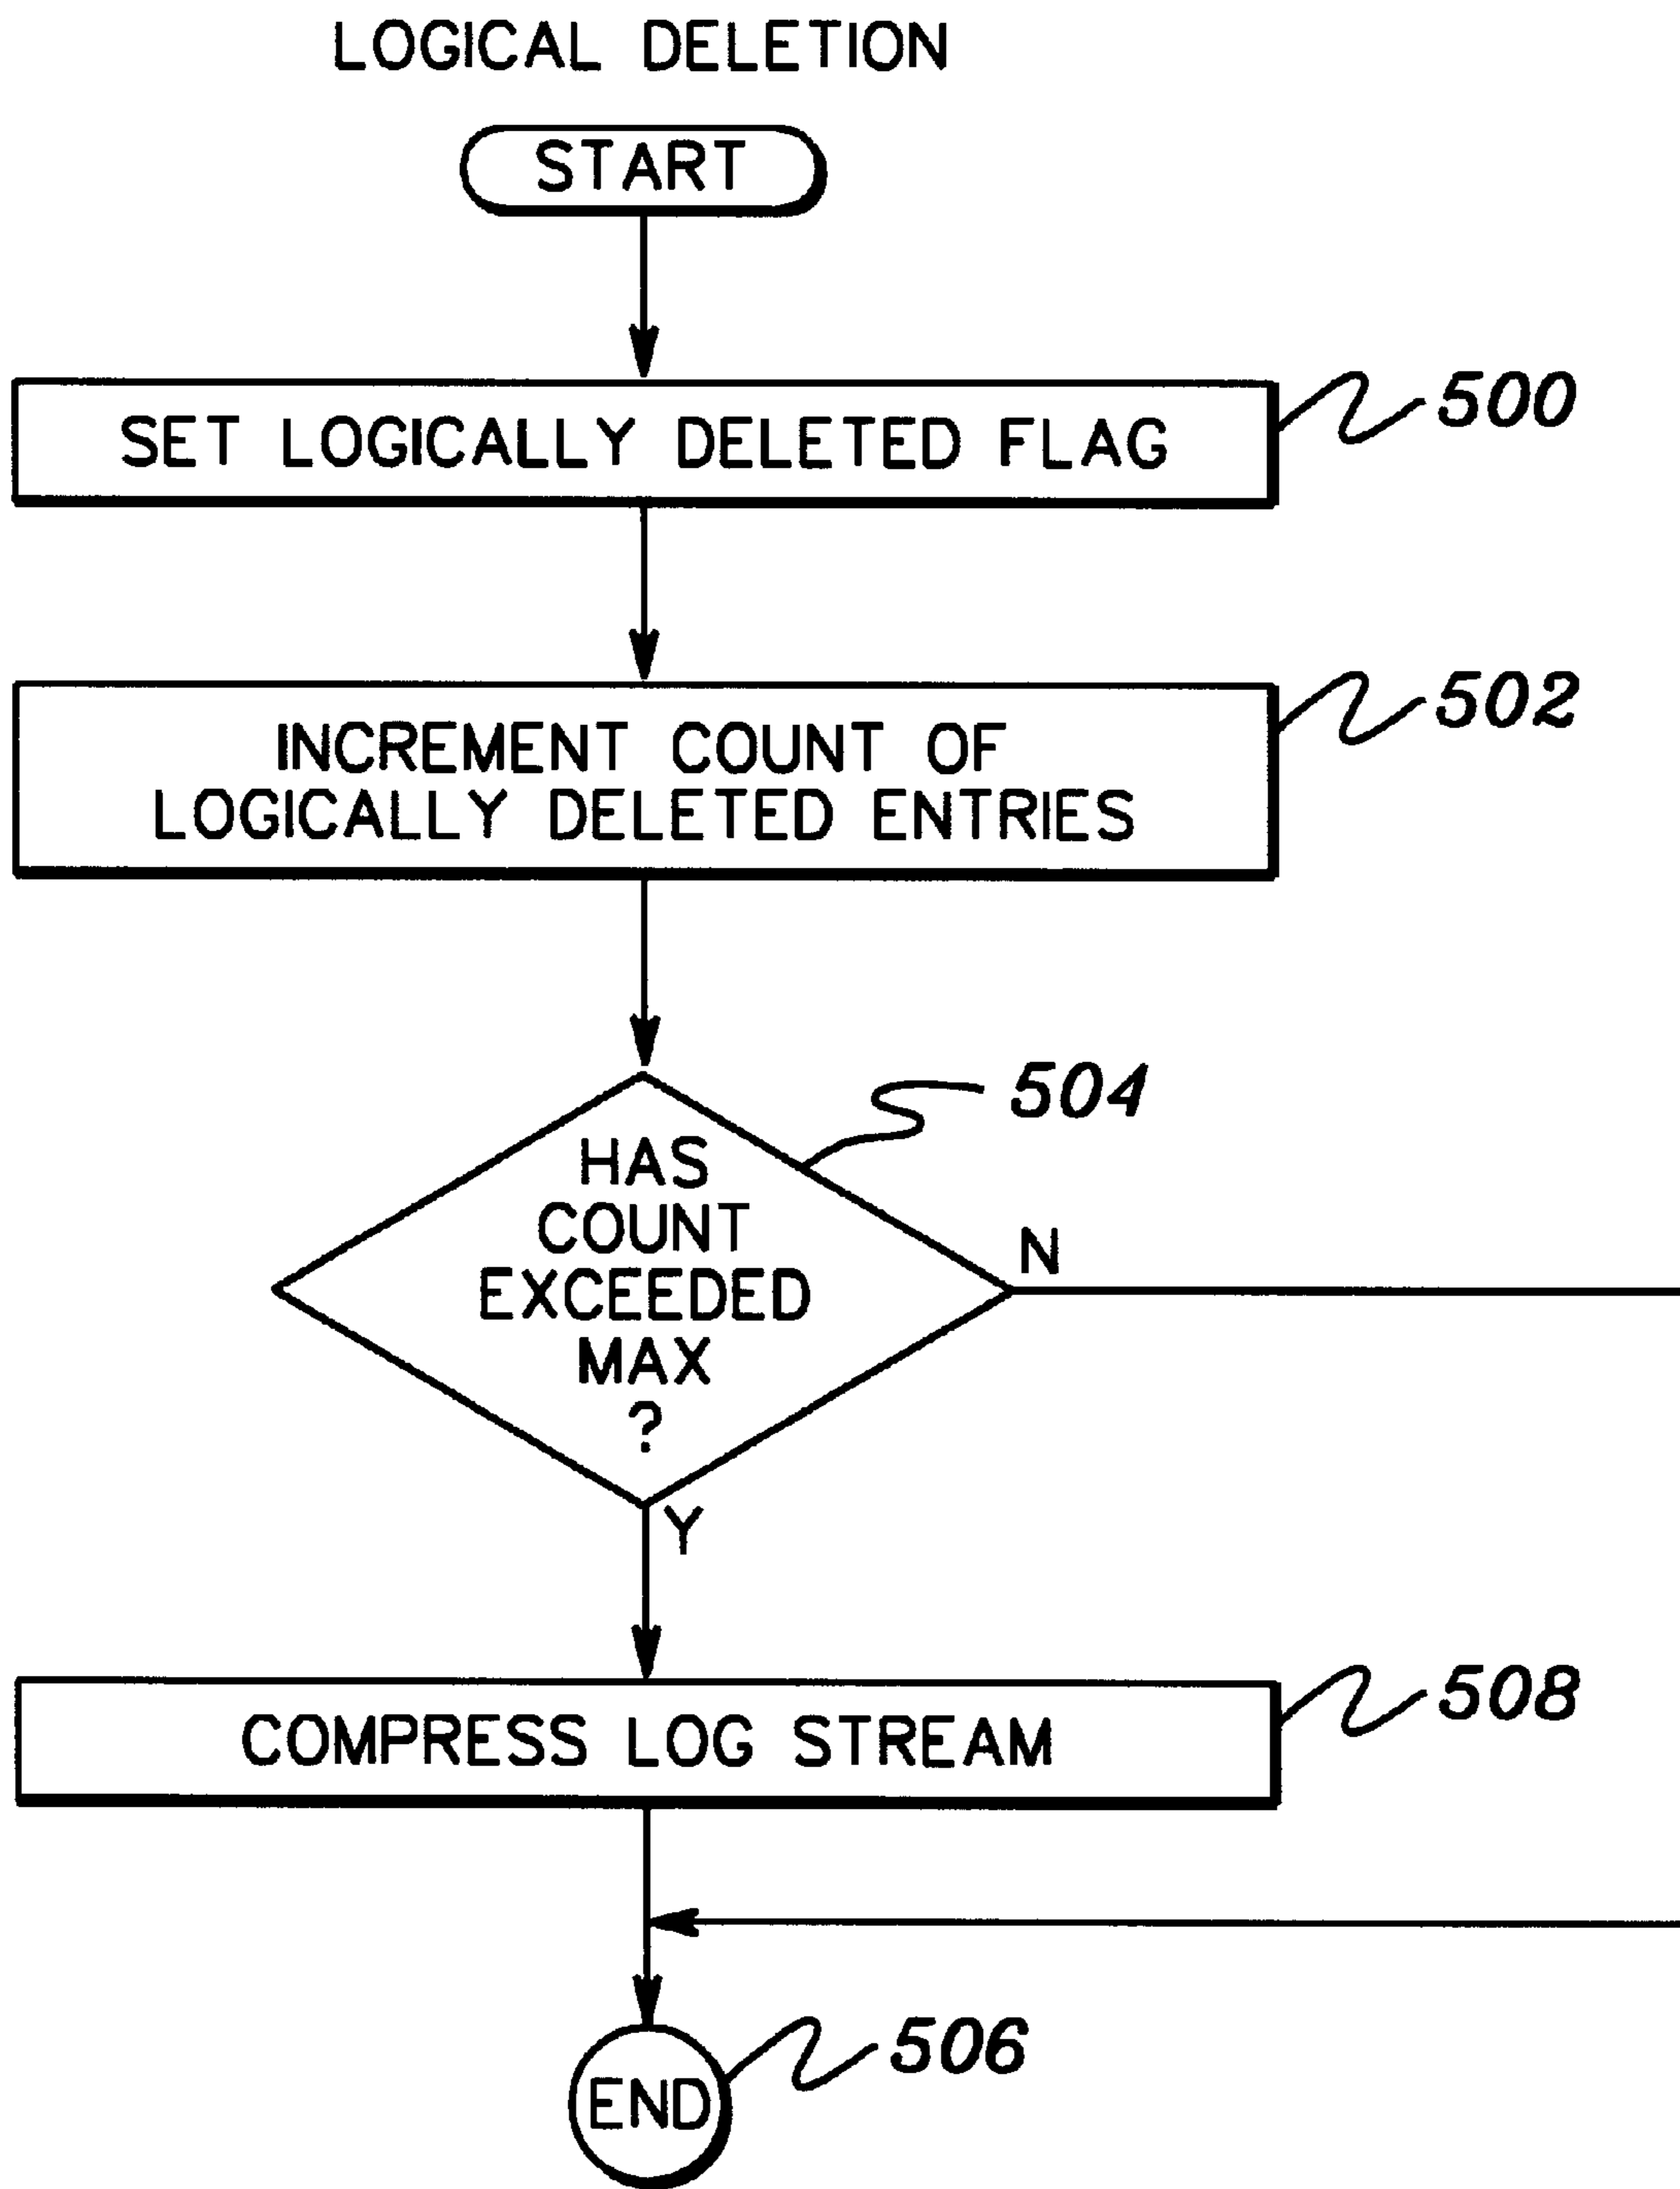 LOGICAL DELETION
START
SET LOGICALLY DELETED FLAG
500
INCREMENT COUNT OF
LOGICALLY DELETED ENTRIES
502
504
HAS
COUNT
EXCEEDED
MAX
?
N
Y
COMPRESS LOG STREAM
508
END
506